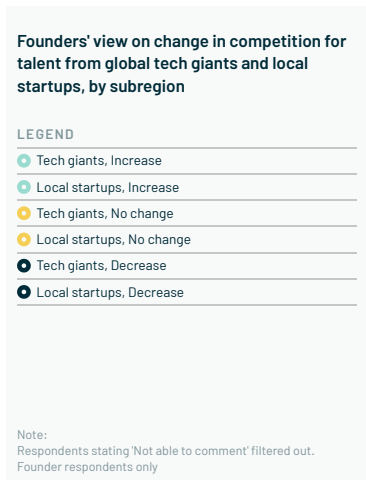 Founders' view on change in competition for
talent from global tech giants and local
startups, by subregion
LEGEND
Tech giants, Increase
Local startups, Increase
Tech giants, No change
Local startups, No change
Tech giants, Decrease
Local startups, Decrease
Note:
Respondents stating 'Not able to comment' filtered out.
Founder respondents only